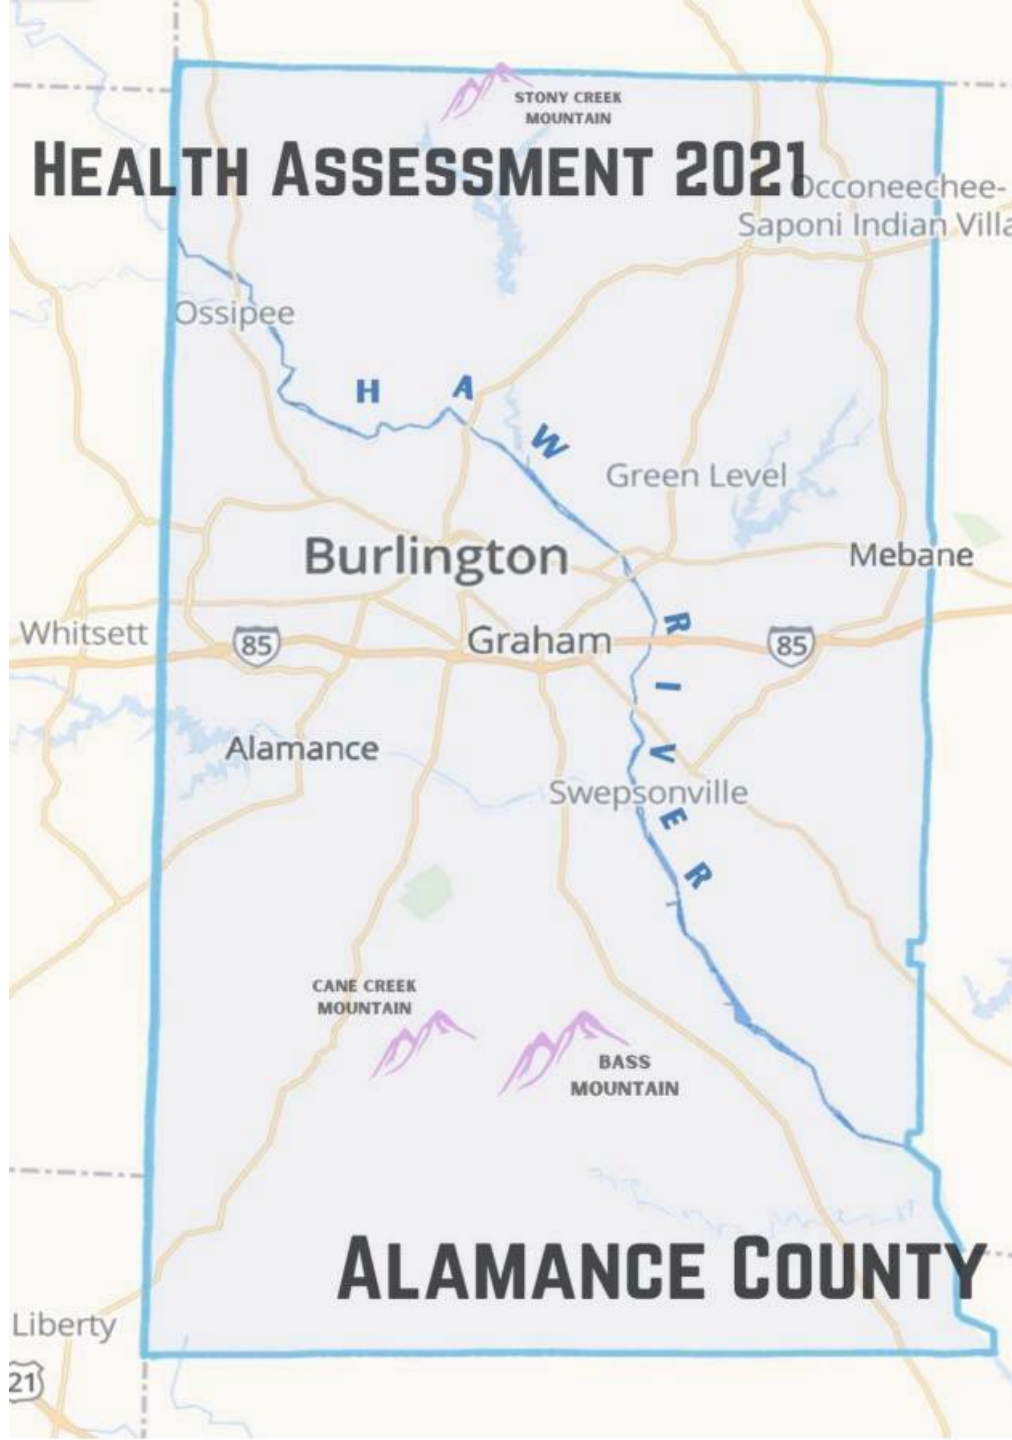 STONY CREEK
MOUNTAIN
HEALTH ASSESSMENT 2021
Occoneechee-
Saponi Indian Villa
Ossipee
H A W
Green Level
Burlington
Mebane
Whitsett
85
Graham
85
R I V E R
Alamance
Swepsonville
CANE CREEK
MOUNTAIN
BASS
MOUNTAIN
ALAMANCE COUNTY
Liberty
21